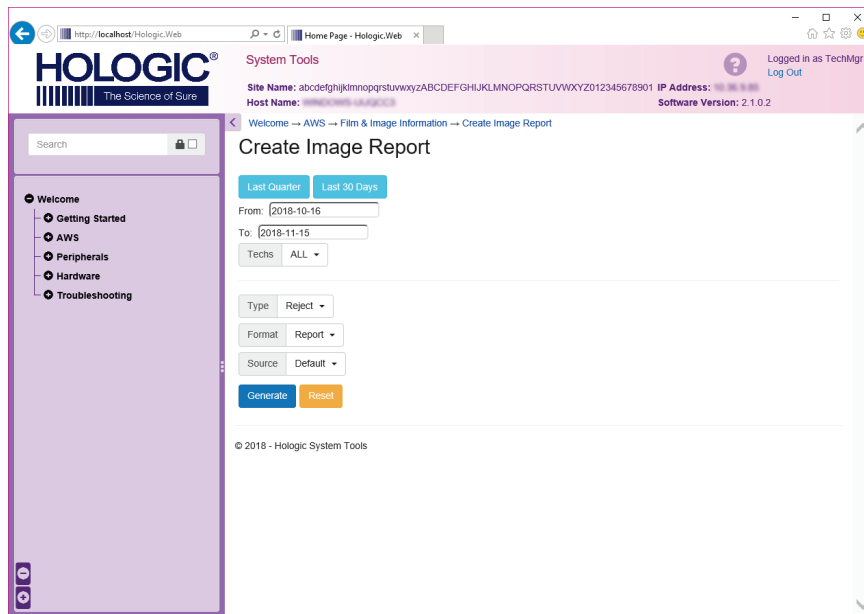 http://localhost/Hologic.Web
Home Page - Hologic.Web
HOLOGIC®
The Science of Sure
System Tools
Logged in as TechMgr
Log Out
Site Name: abcdefghijklmnopqrstuvwxyzABCDEFGHIJKLMNOPQRSTUVWXYZ012345678901 IP Address:
Host Name:
Software Version: 2.1.0.2
Search
Welcome → AWS → Film & Image Information → Create Image Report
Create Image Report
Last Quarter Last 30 Days
From: 2018-10-16
To: 2018-11-15
Techs ALL
Welcome
Getting Started
AWS
Peripherals
Hardware
Troubleshooting
Type Reject
Format Report
Source Default
Generate Reset
© 2018 - Hologic System Tools